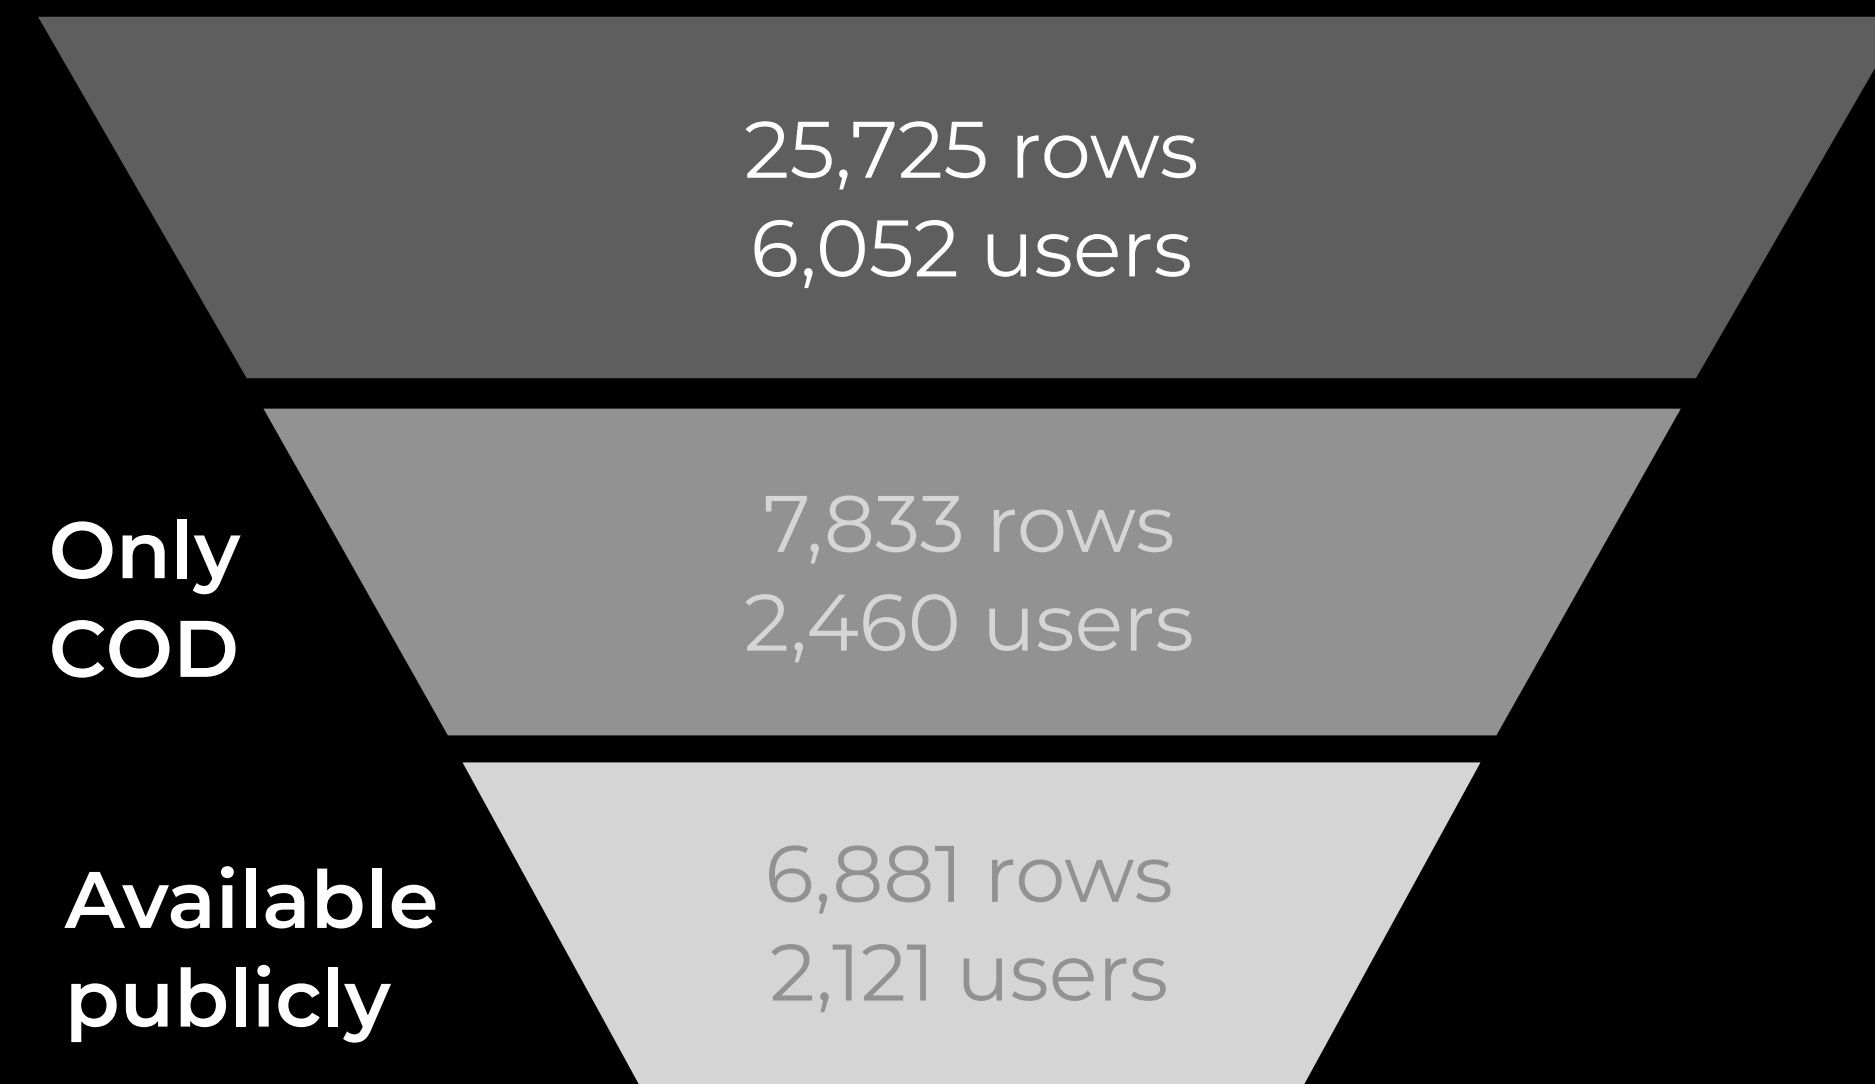 25,725 rows
6,052 users
Only
COD
7,833 rows
2,460 users
Available
publicly
6,881 rows
2,121 users